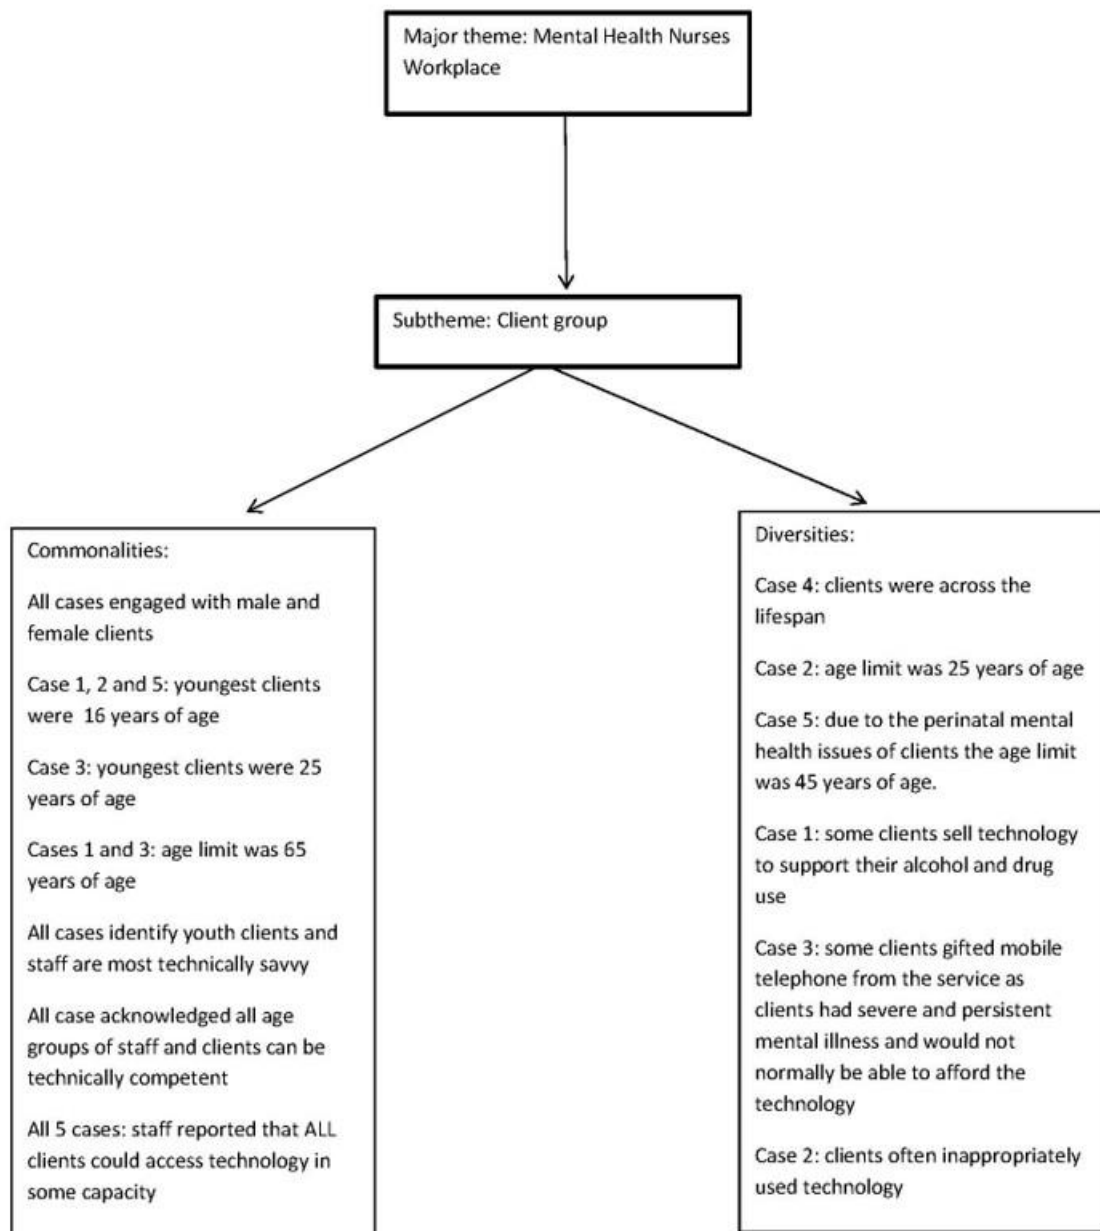 Major theme: Mental Health Nurses
Workplace
Subtheme: Client group
Commonalities:
All cases engaged with male and
female clients
Case 1, 2 and 5: youngest clients
were 16 years of age
Case 3: youngest clients were 25
years of age
Cases 1 and 3: age limit was 65
years of age
All cases identify youth clients and
staff are most technically savvy
All case acknowledged all age
groups of staff and clients can be
technically competent
All 5 cases: staff reported that ALL
clients could access technology in
some capacity
Diversities:
Case 4: clients were across the
lifespan
Case 2: age limit was 25 years of age
Case 5: due to the perinatal mental
health issues of clients the age limit
was 45 years of age.
Case 1: some clients sell technology
to support their alcohol and drug
use
Case 3: some clients gifted mobile
telephone from the service as
clients had severe and persistent
mental illness and would not
normally be able to afford the
technology
Case 2: clients often inappropriately
used technology